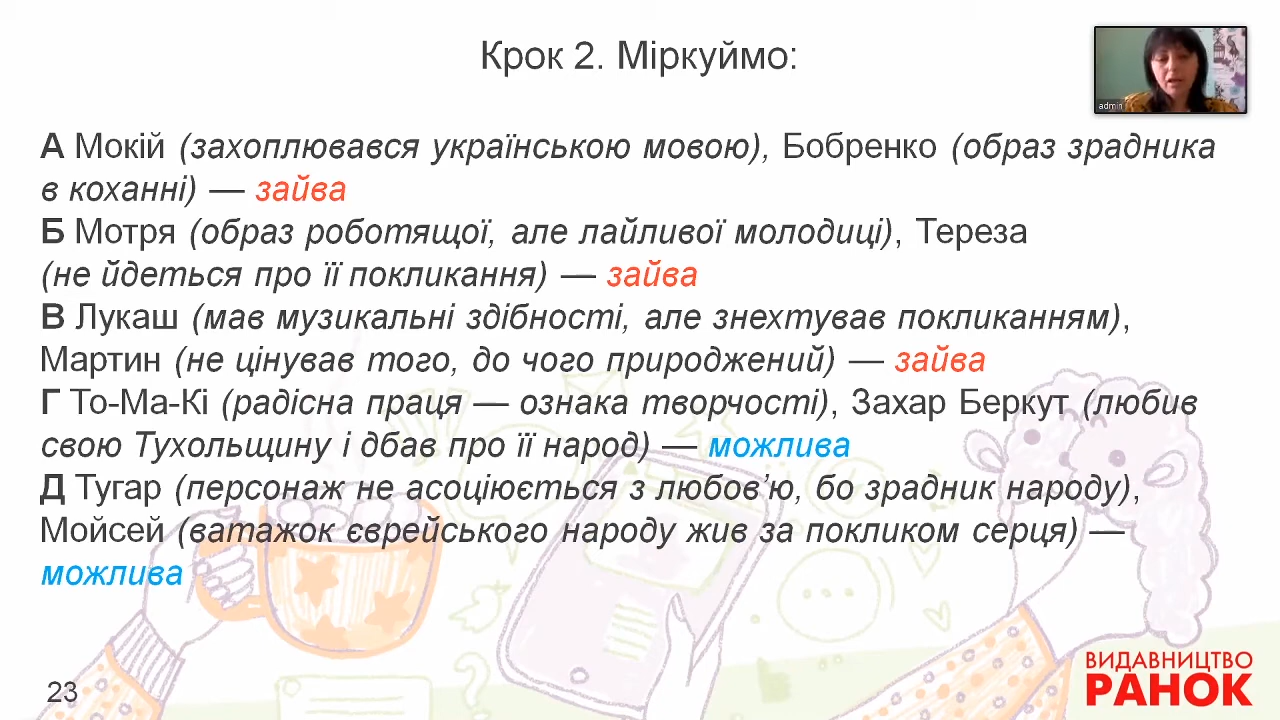 Крок 2. Міркуймо:
admin
А Мокій (захоплювався українською мовою), Бобренко (образ зрадника
в коханні) — зайва
Б Мотря (образ роботящої, але лайливої молодиці), Тереза
(не йдеться про її покликання) — зайва
В Лукаш (мав музикальні здібності, але знехтував покликанням),
Мартин (не цінував того, до чого природжений) — зайва
Г То-Ма-Кі (радісна праця — ознака творчості), Захар Беркут (любив
свою Тухольщину і дбав про її народ) — можлива
Д Тугар (персонаж не асоціюється з любов’ю, бо зрадник народу),
Мойсей (ватажок єврейського народу жив за покликом серця) —
можлива
23
ВИДАВНИЦТВО
РАНОК